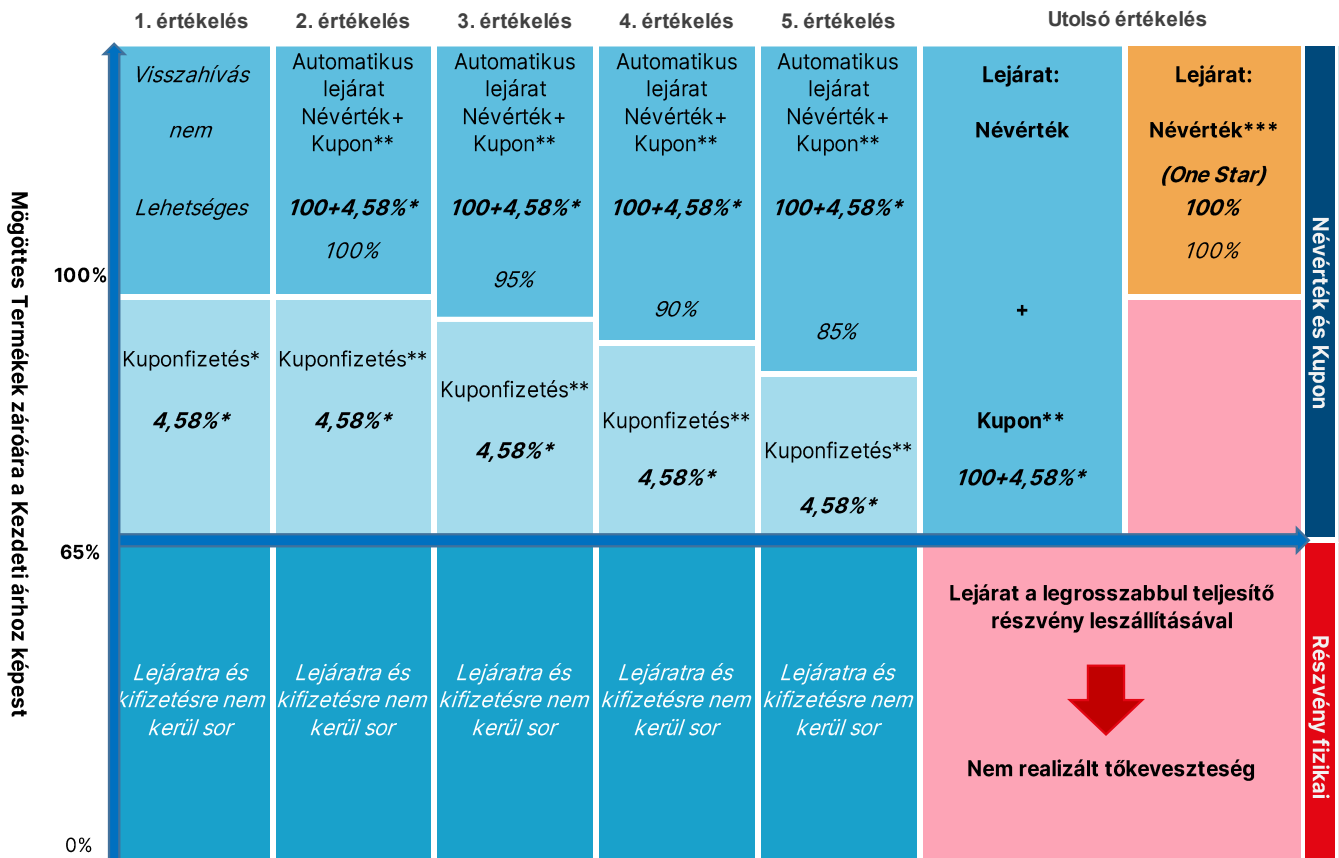 1. értékelés
2. értékelés
3. értékelés
4. értékelés
5. értékelés
Utolsó értékelés
Mögöttes Termékek záróára a Kezdeti árhoz képest
100%
65%
0%
Visszahívás
nem
Lehetséges
Kuponfizetés*
4,58%*
Lejáratra és
kifizetésre nem
kerül sor
Automatikus
lejárat
Névérték+
Kupon**
100+4,58%*
100%
Kuponfizetés**
4,58%*
Lejáratra és
kifizetésre nem
kerül sor
Automatikus
lejárat
Névérték+
Kupon**
100+4,58%*
95%
Kuponfizetés**
4,58%*
Lejáratra és
kifizetésre nem
kerül sor
Automatikus
lejárat
Névérték+
Kupon**
100+4,58%*
90%
Kuponfizetés**
4,58%*
Lejáratra és
kifizetésre nem
kerül sor
Automatikus
lejárat
Névérték+
Kupon**
100+4,58%*
85%
Kuponfizetés**
4,58%*
Lejáratra és
kifizetésre nem
kerül sor
Lejárat:
Névérték
+
Kupon**
100+4,58%*
Lejárat:
Névérték***
(One Star)
100%
100%
Lejárat a legrosszabbul teljesítő
részvény leszállításával
Nem realizált tőkeveszteség
Névérték és Kupon
Részvény fizikai